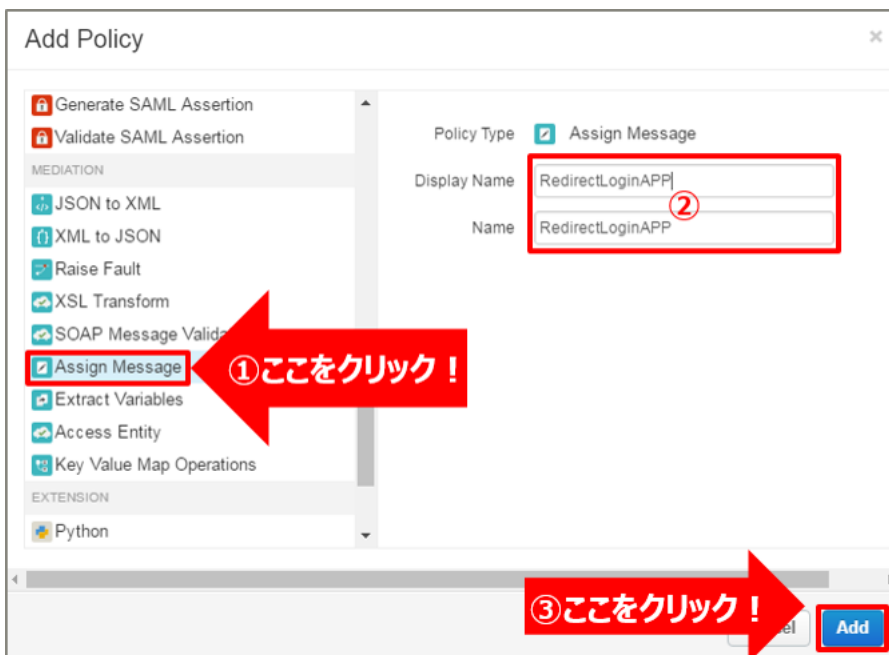 Add Policy
×
Generate SAML Assertion
Validate SAML Assertion
MEDIATION
JSON to XML
XML to JSON
Raise Fault
XSL Transform
SOAP Message
Assign Message
Extract Variables
Access Entity
Key Value Map Operations
EXTENSION
Python
Policy Type Assign Message
Display Name RedirectLoginAPP
②
Name RedirectLoginAPP
①ここをクリック！
③ここをクリック！
Add